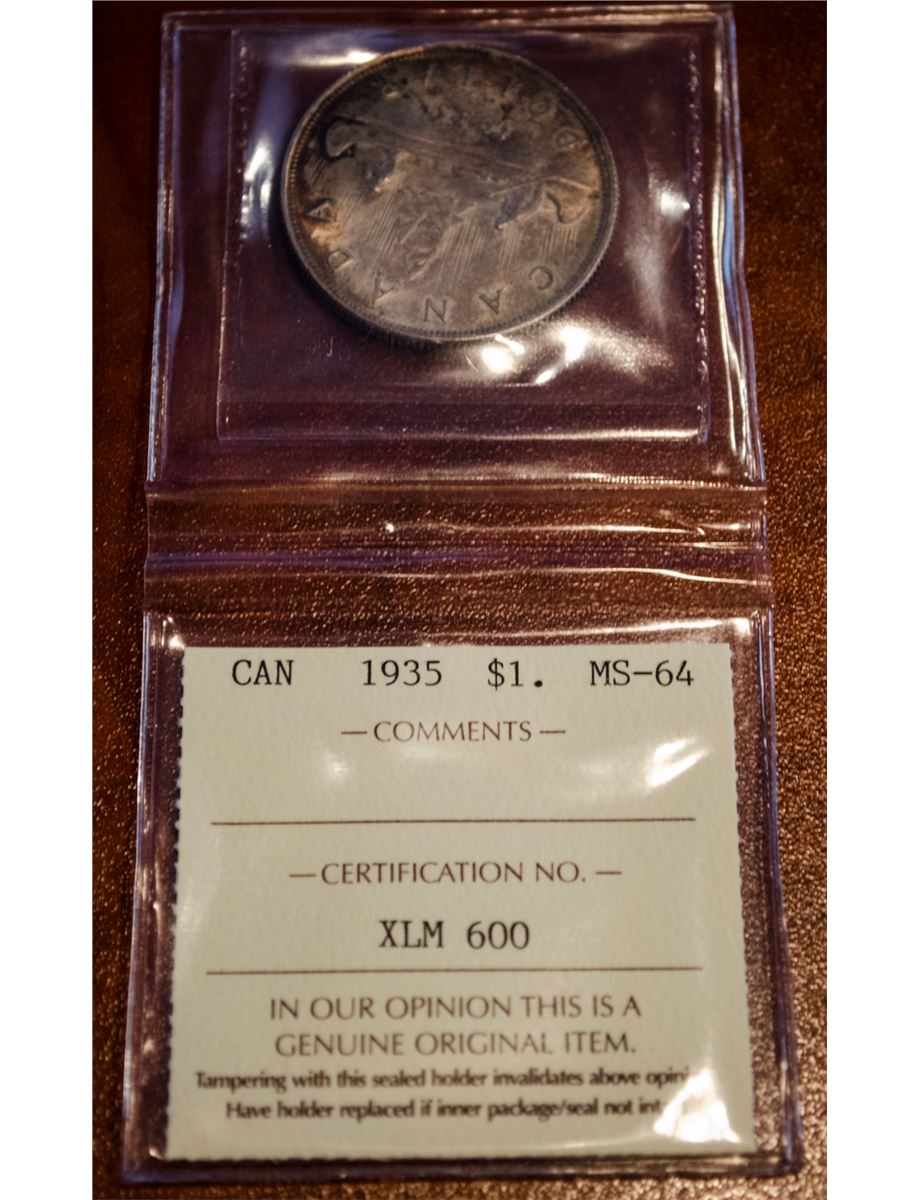 CANADA
CAN 1935 $1. MS-64
— COMMENTS —
— CERTIFICATION NO. —
XLM 600
IN OUR OPINION THIS IS A
GENUINE ORIGINAL ITEM.
Tampering with this sealed holder invalidates above
Have holder replaced if inner package/seal not